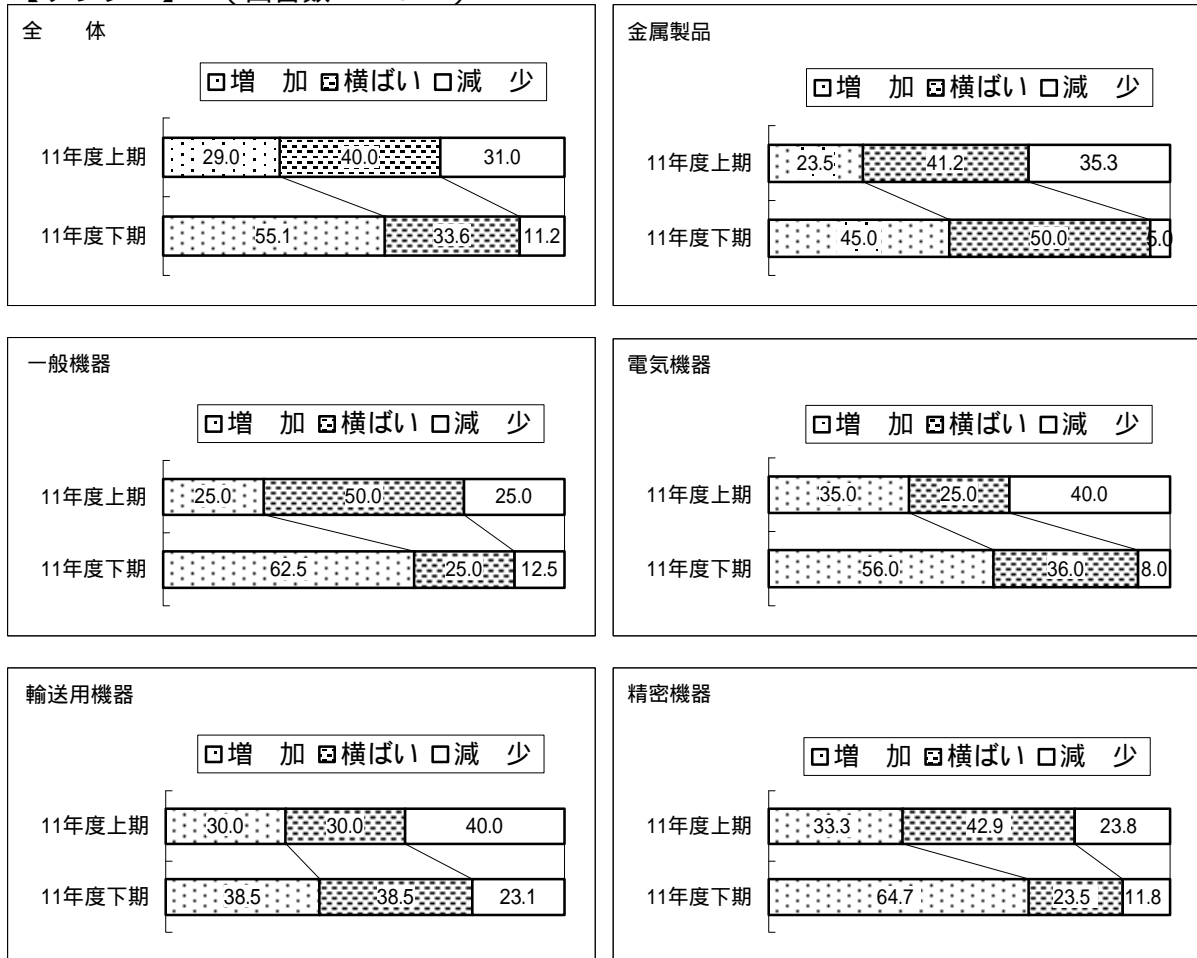 全　　体
増　加 横ばい 減　少
11年度上期 29.0 40.0 31.0
11年度下期 55.1 33.6 11.2
金属製品
増　加 横ばい 減　少
11年度上期 23.5 41.2 35.3
11年度下期 45.0 50.0 5.0
一般機器
増　加 横ばい 減　少
11年度上期 25.0 50.0 25.0
11年度下期 62.5 25.0 12.5
電気機器
増　加 横ばい 減　少
11年度上期 35.0 25.0 40.0
11年度下期 56.0 36.0 8.0
輸送用機器
増　加 横ばい 減　少
11年度上期 30.0 30.0 40.0
11年度下期 38.5 38.5 23.1
精密機器
増　加 横ばい 減　少
11年度上期 33.3 42.9 23.8
11年度下期 64.7 23.5 11.8